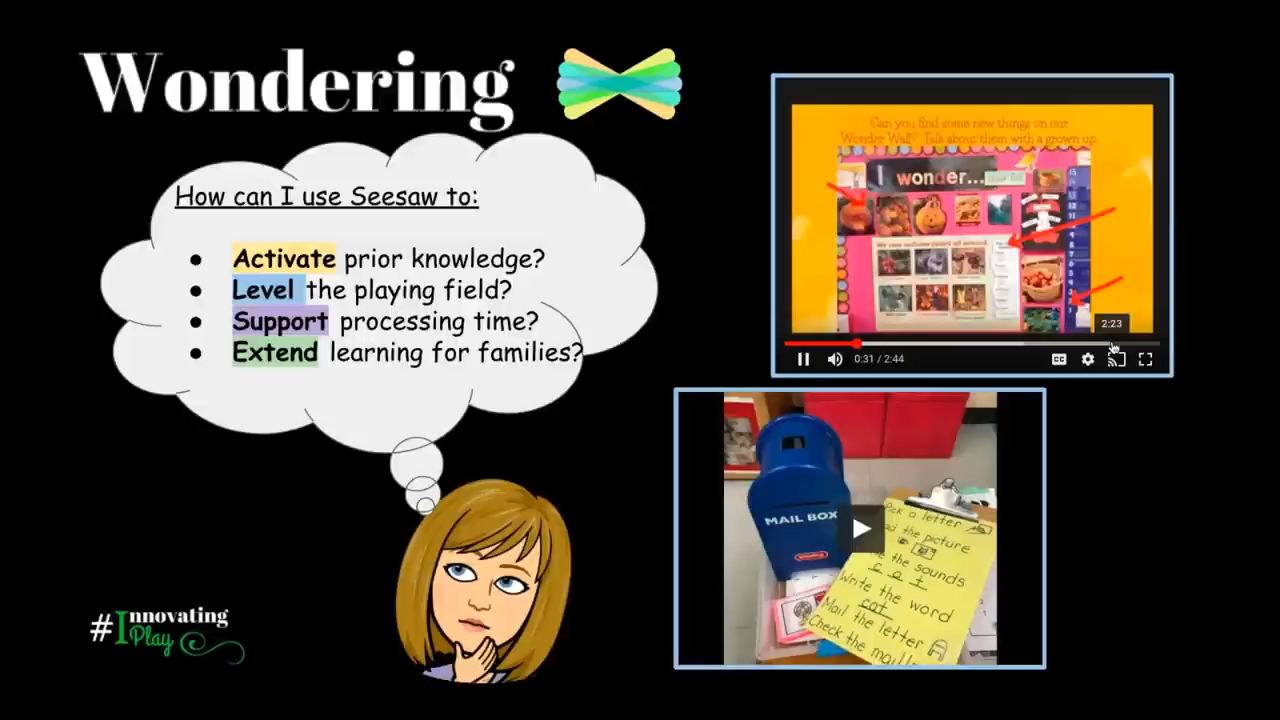 Wondering
How can I use Seesaw to:
Activate prior knowledge?
Level the playing field?
Support processing time?
Extend learning for families?
#Innovating
Play
Can you find some new things on our
Wonder Wall? Talk about them with a grown up.
I wonder...
2:23
0:31 / 2:44
CC
MAIL BOX
Pick a letter
the picture
the sounds
c a t
Write the word
cat
Mail the letter
Check the mail